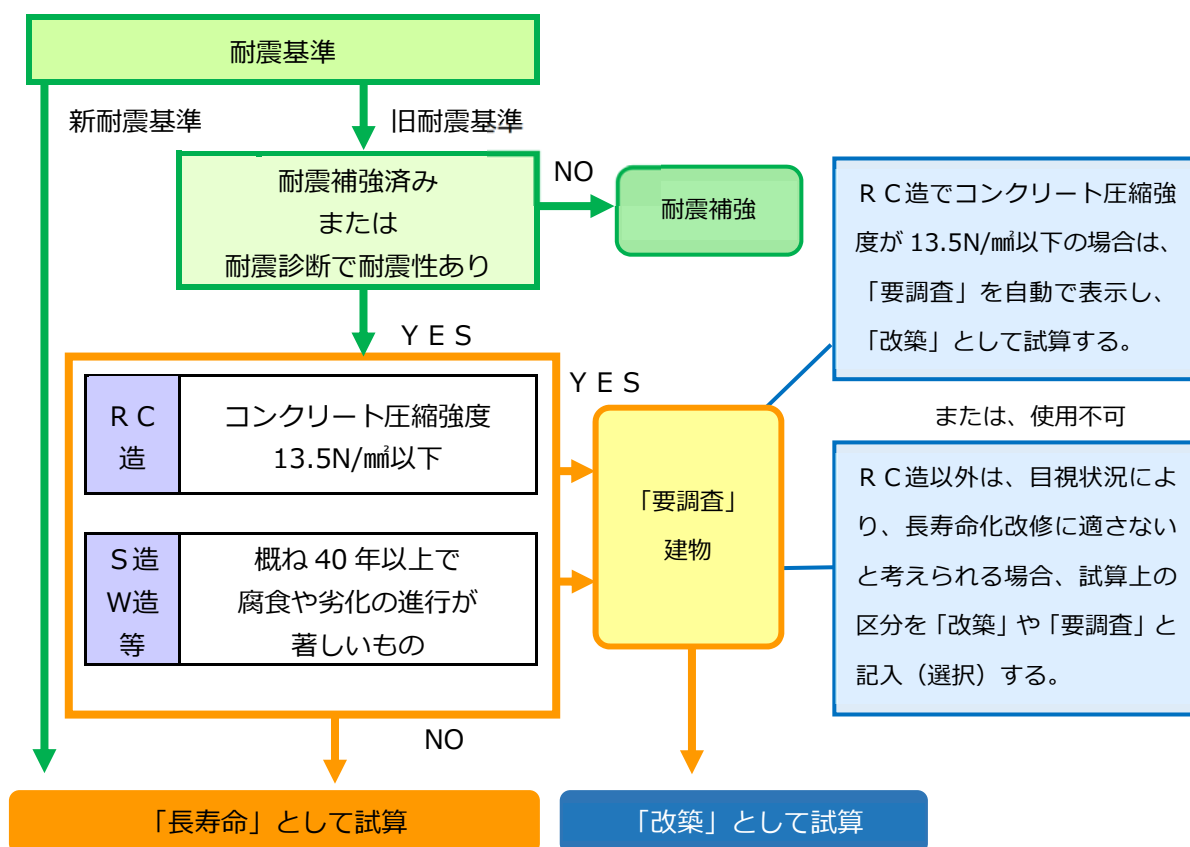 耐震基準
新耐震基準
旧耐震基準
耐震補強済み
または
耐震診断で耐震性あり
NO
耐震補強
ＹＥＳ
ＲＣ
造
コンクリート圧縮強度
13.5N/㎟以下
Ｓ造
Ｗ造
等
概ね 40 年以上で
腐食や劣化の進行が
著しいもの
ＹＥＳ
「要調査」
建物
ＲＣ造でコンクリート圧縮強
度が 13.5N/㎟以下の場合は、
「要調査」を自動で表示し、
「改築」として試算する。
または、使用不可
ＲＣ造以外は、目視状況によ
り、長寿命化改修に適さない
と考えられる場合、試算上の
区分を「改築」や「要調査」と
記入（選択）する。
NO
「長寿命」として試算
「改築」として試算